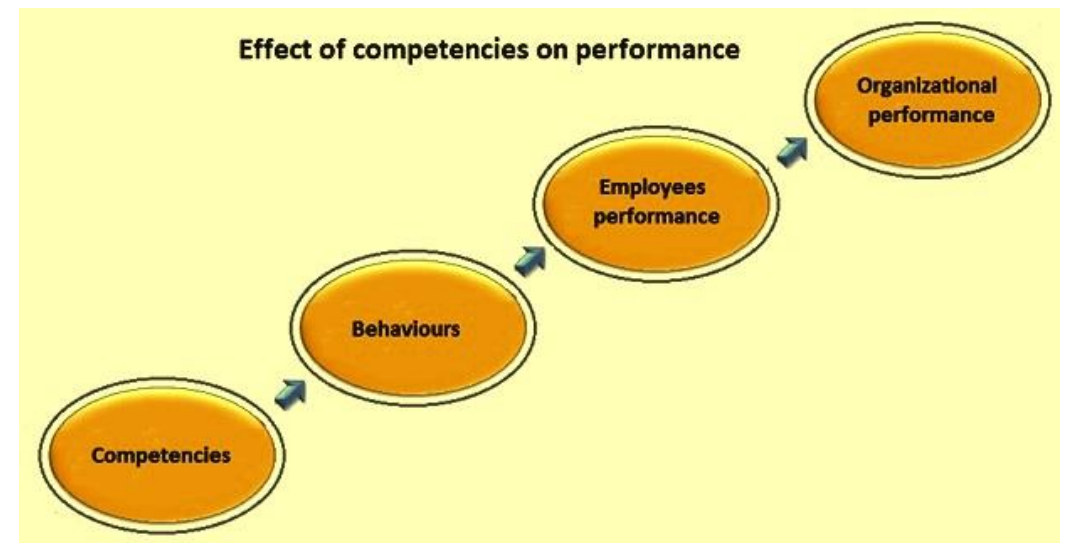 Effect of competencies on performance
Organizational
performance
Employees
performance
Behaviours
Competencies